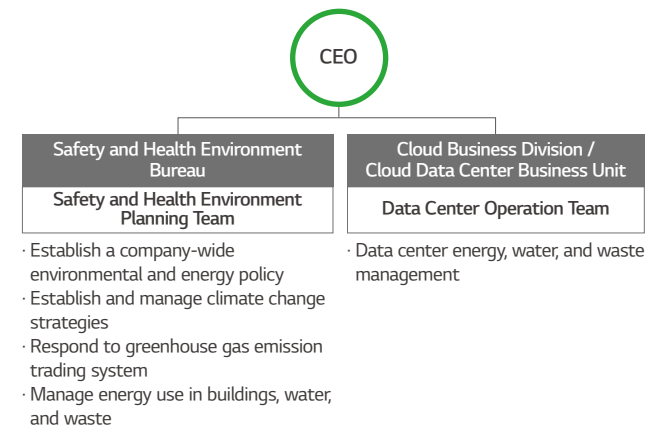 CEO
Safety and Health Environment
Bureau
Safety and Health Environment
Planning Team
· Establish a company-wide
environmental and energy policy
· Establish and manage climate change
strategies
· Respond to greenhouse gas emission
trading system
· Manage energy use in buildings, water,
and waste
Cloud Business Division /
Cloud Data Center Business Unit
Data Center Operation Team
· Data center energy, water, and waste
management